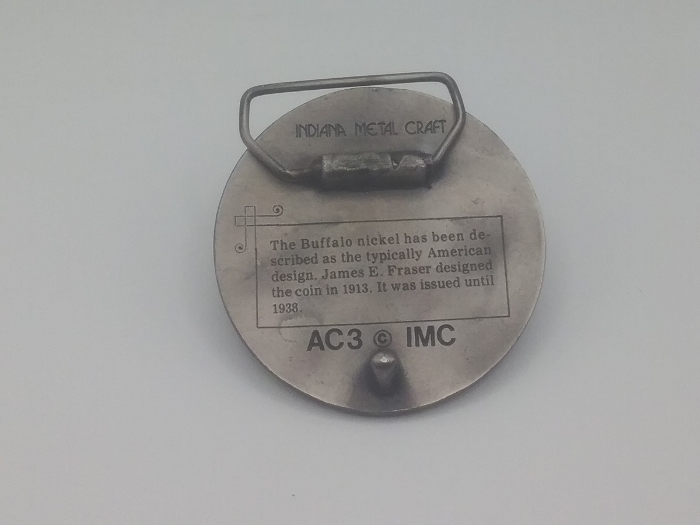 INDIANA METAL CRAFT
The Buffalo nickel has been de-
scribed as the typically American
design. James E. Fraser designed
the coin in 1913. It was issued until
1938.
AC3 © IMC